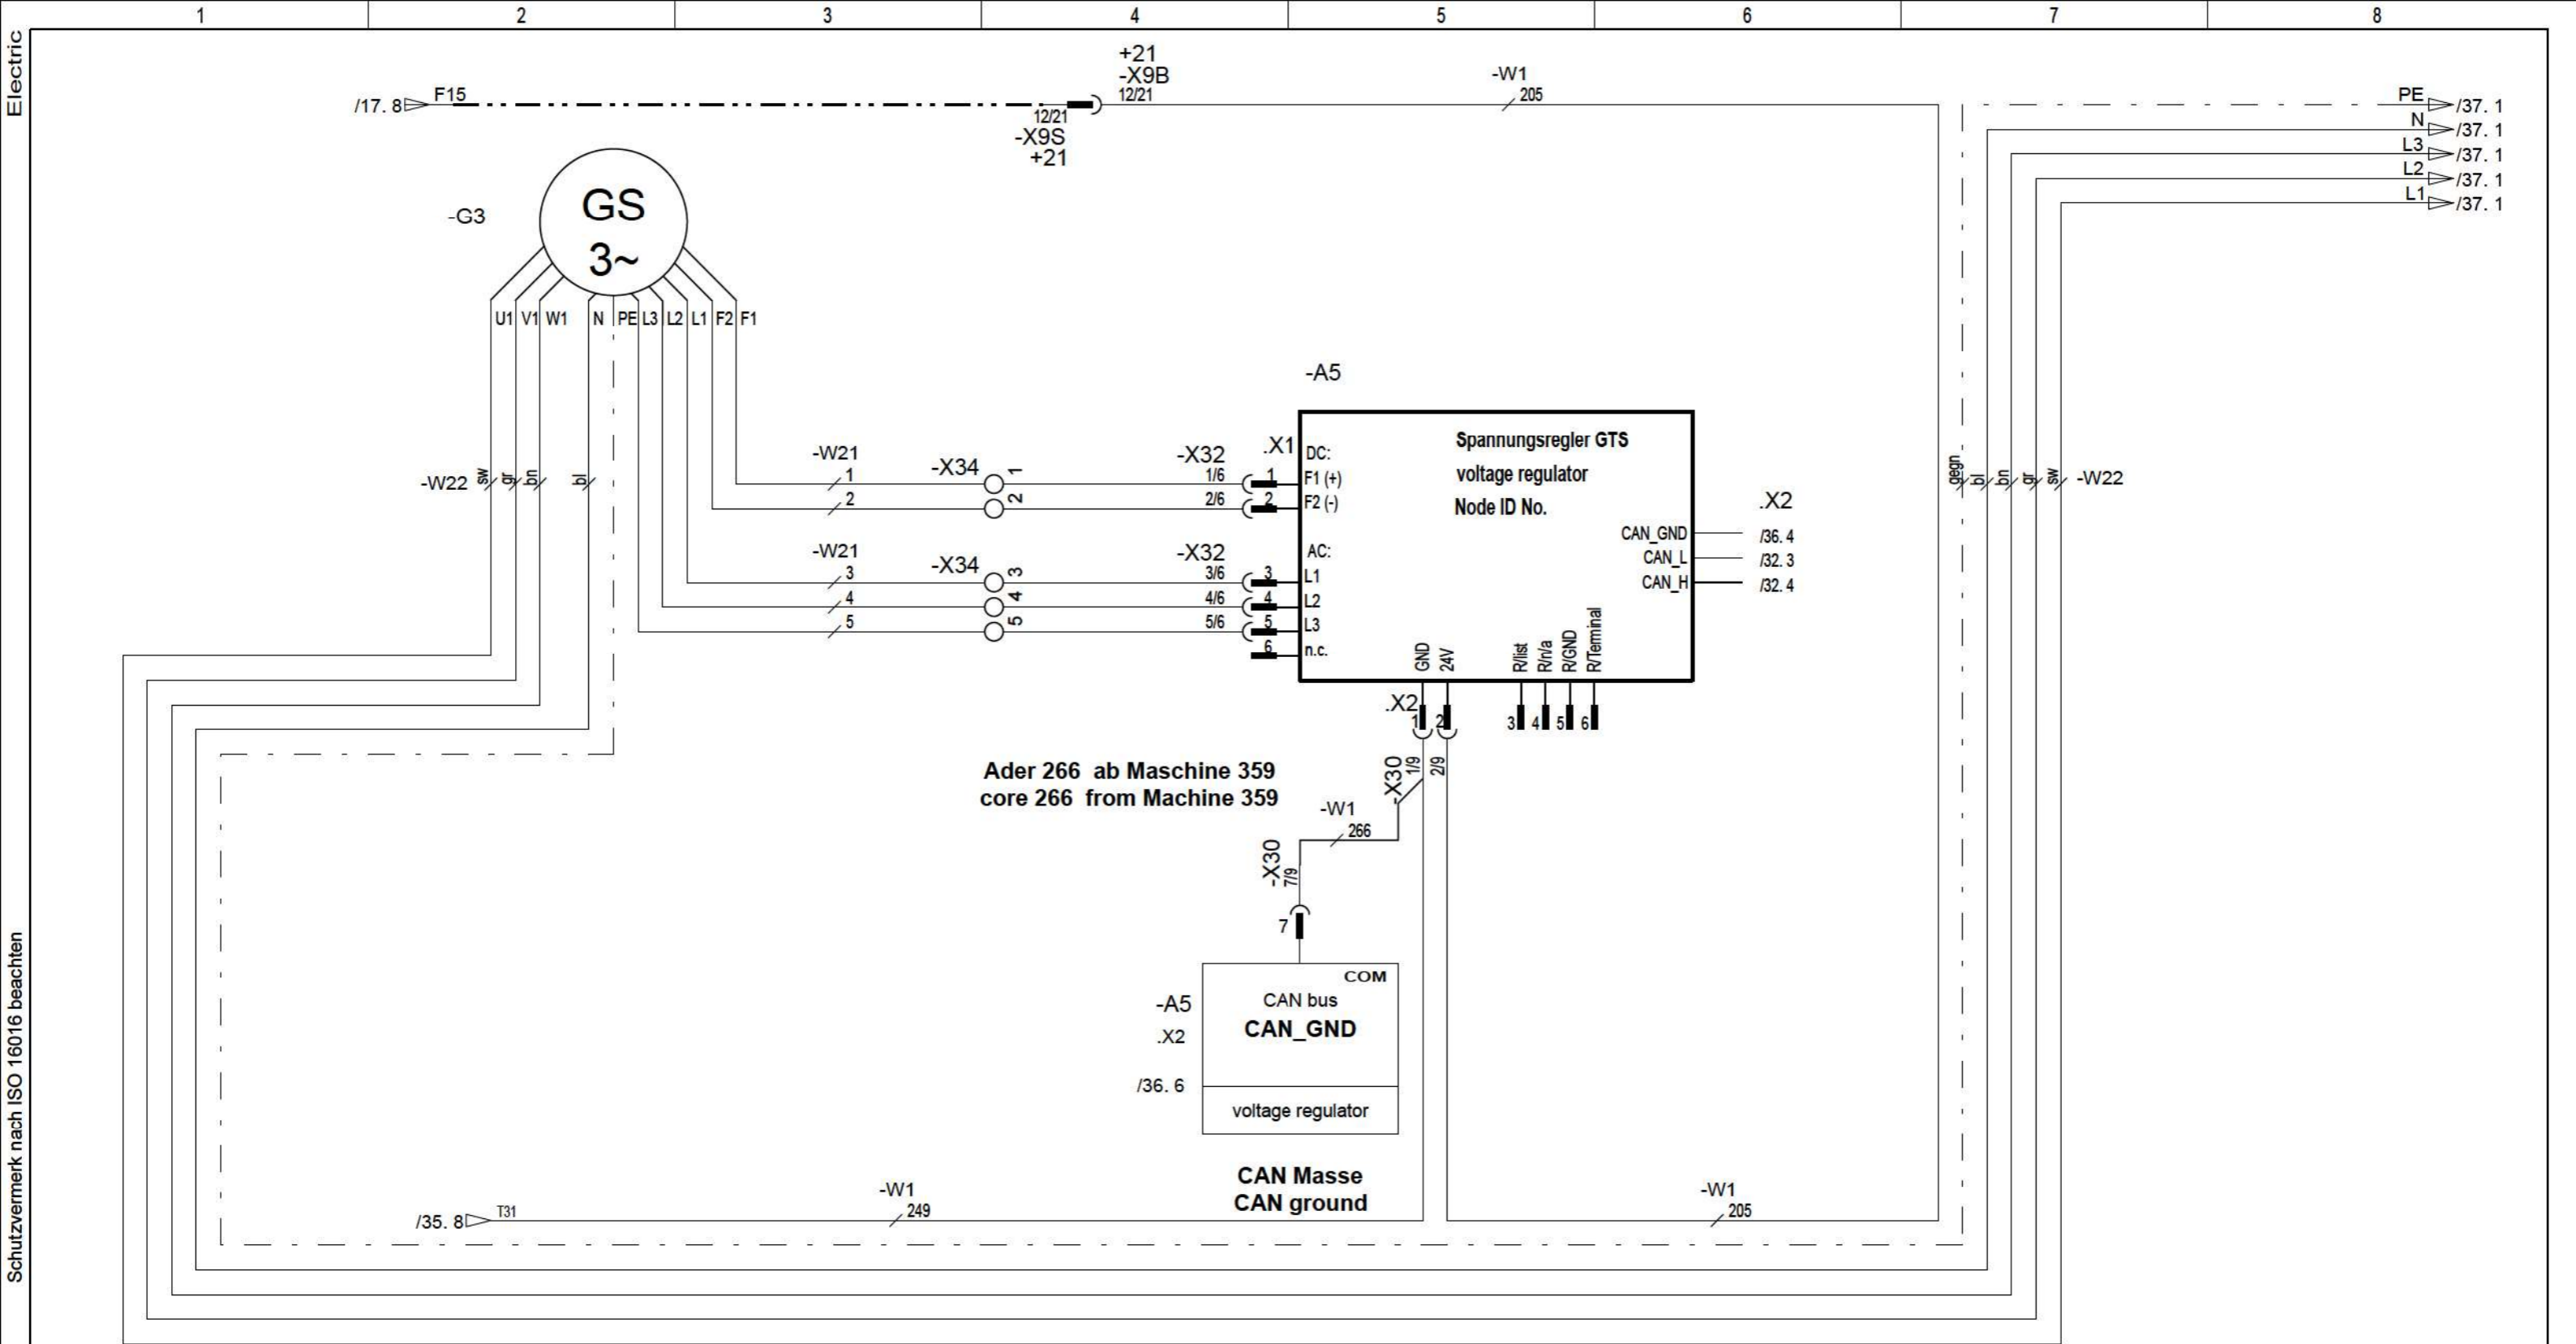 1 2 3 4 5 6 7 8
Electric
+21
-X9B
12/21
-W1
205
/17. 8 F15
12/21
-X9S
+21
PE /37. 1
N /37. 1
L3 /37. 1
L2 /37. 1
L1 /37. 1
-G3
GS
3~
U1 V1 W1 N PE L3 L2 L1 F2 F1
-A5
-W22 sw gr bn bl
-W21
1
2
-X34
1
2
-X32
1/6
2/6
.X1
1
2
DC:
F1 (+)
F2 (-)
Spannungsregler GTS
voltage regulator
Node ID No.
-W21
3
4
5
-X34
3
4
5
-X32
3/6
4/6
5/6
3
4
5
6
AC:
L1
L2
L3
n.c.
.X2
CAN_GND /36. 4
CAN_L /32. 3
CAN_H /32. 4
gegn bl bn gr sw -W22
GND 24V R/list R/n/a R/GND R/Terminal
.X2
1 2 3 4 5 6
-X30 1/9 2/9
Ader 266 ab Maschine 359
core 266 from Machine 359
-W1
266
-X30
7/9
7
COM
-A5
CAN bus
CAN_GND
.X2
/36. 6
voltage regulator
CAN Masse
CAN ground
/35. 8 T31
-W1
249
-W1
205
Schutzvermerk nach ISO 16016 beachten